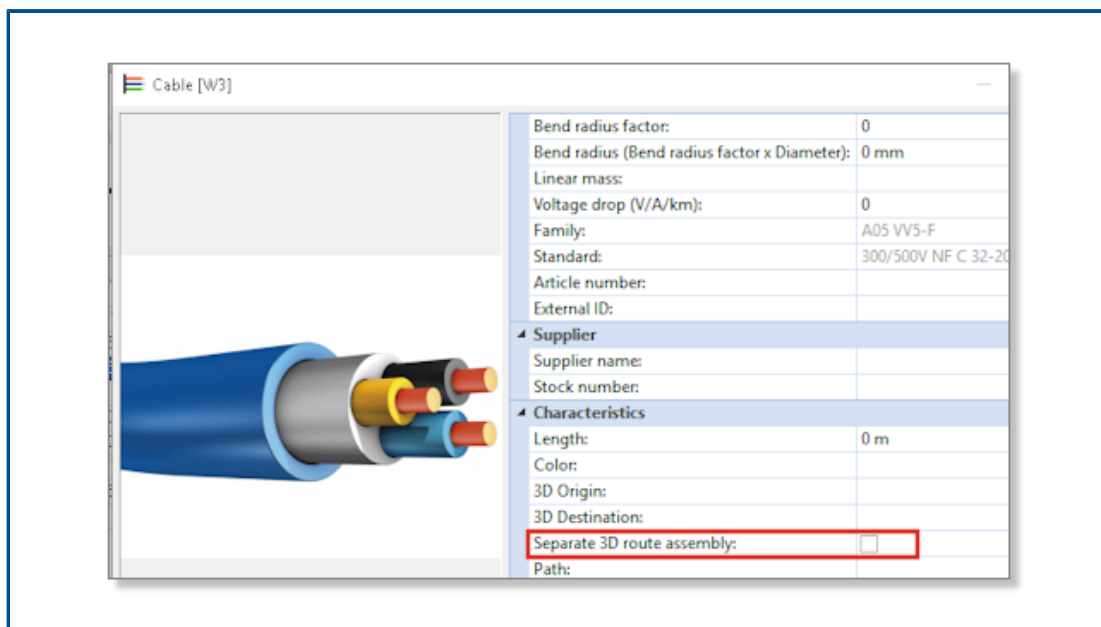 Cable [W3]
Bend radius factor: 0
Bend radius (Bend radius factor x Diameter): 0 mm
Linear mass:
Voltage drop (V/A/km): 0
Family: A05 VV5-F
Standard: 300/500V NF C 32-20
Article number:
External ID:
Supplier
Supplier name:
Stock number:
Characteristics
Length: 0 m
Color:
3D Origin:
3D Destination:
Separate 3D route assembly:
Path: